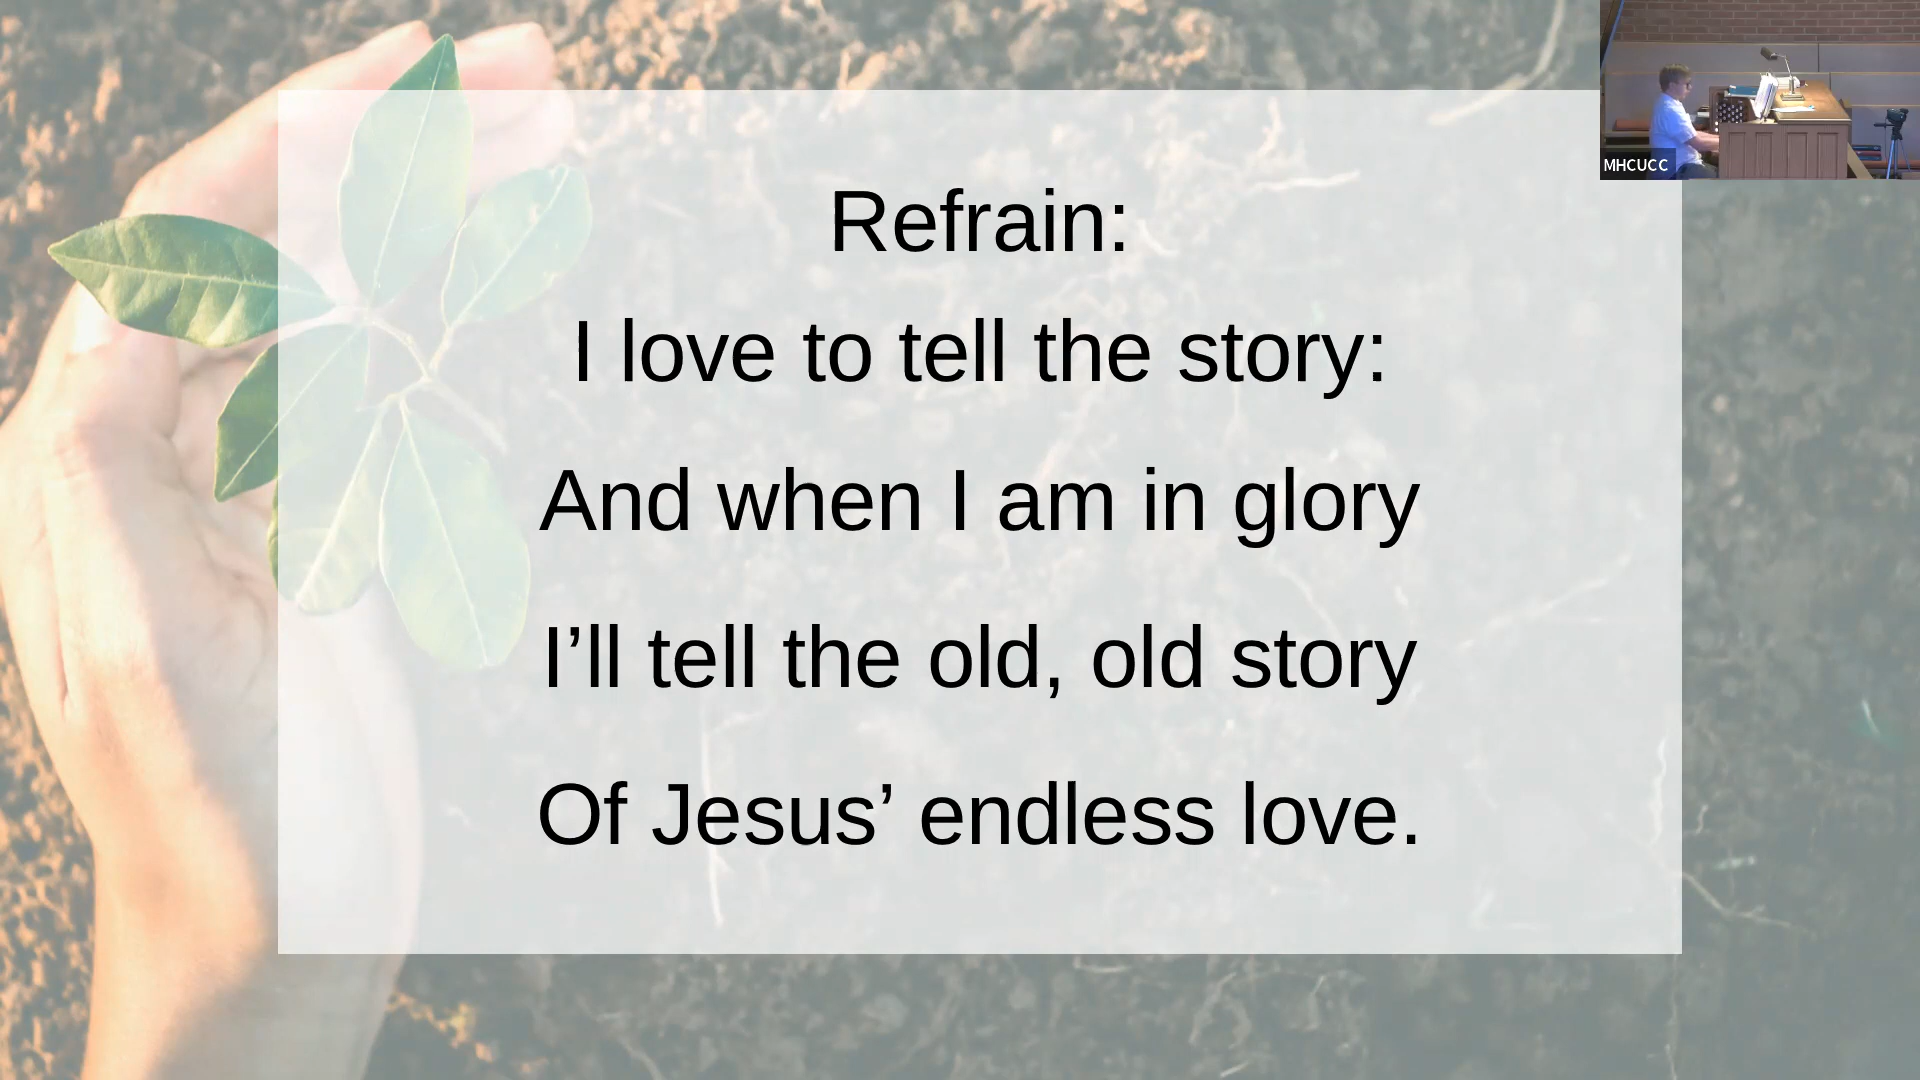 Refrain:
I love to tell the story:
And when I am in glory
I’ll tell the old, old story
Of Jesus’ endless love.
MHCUCC